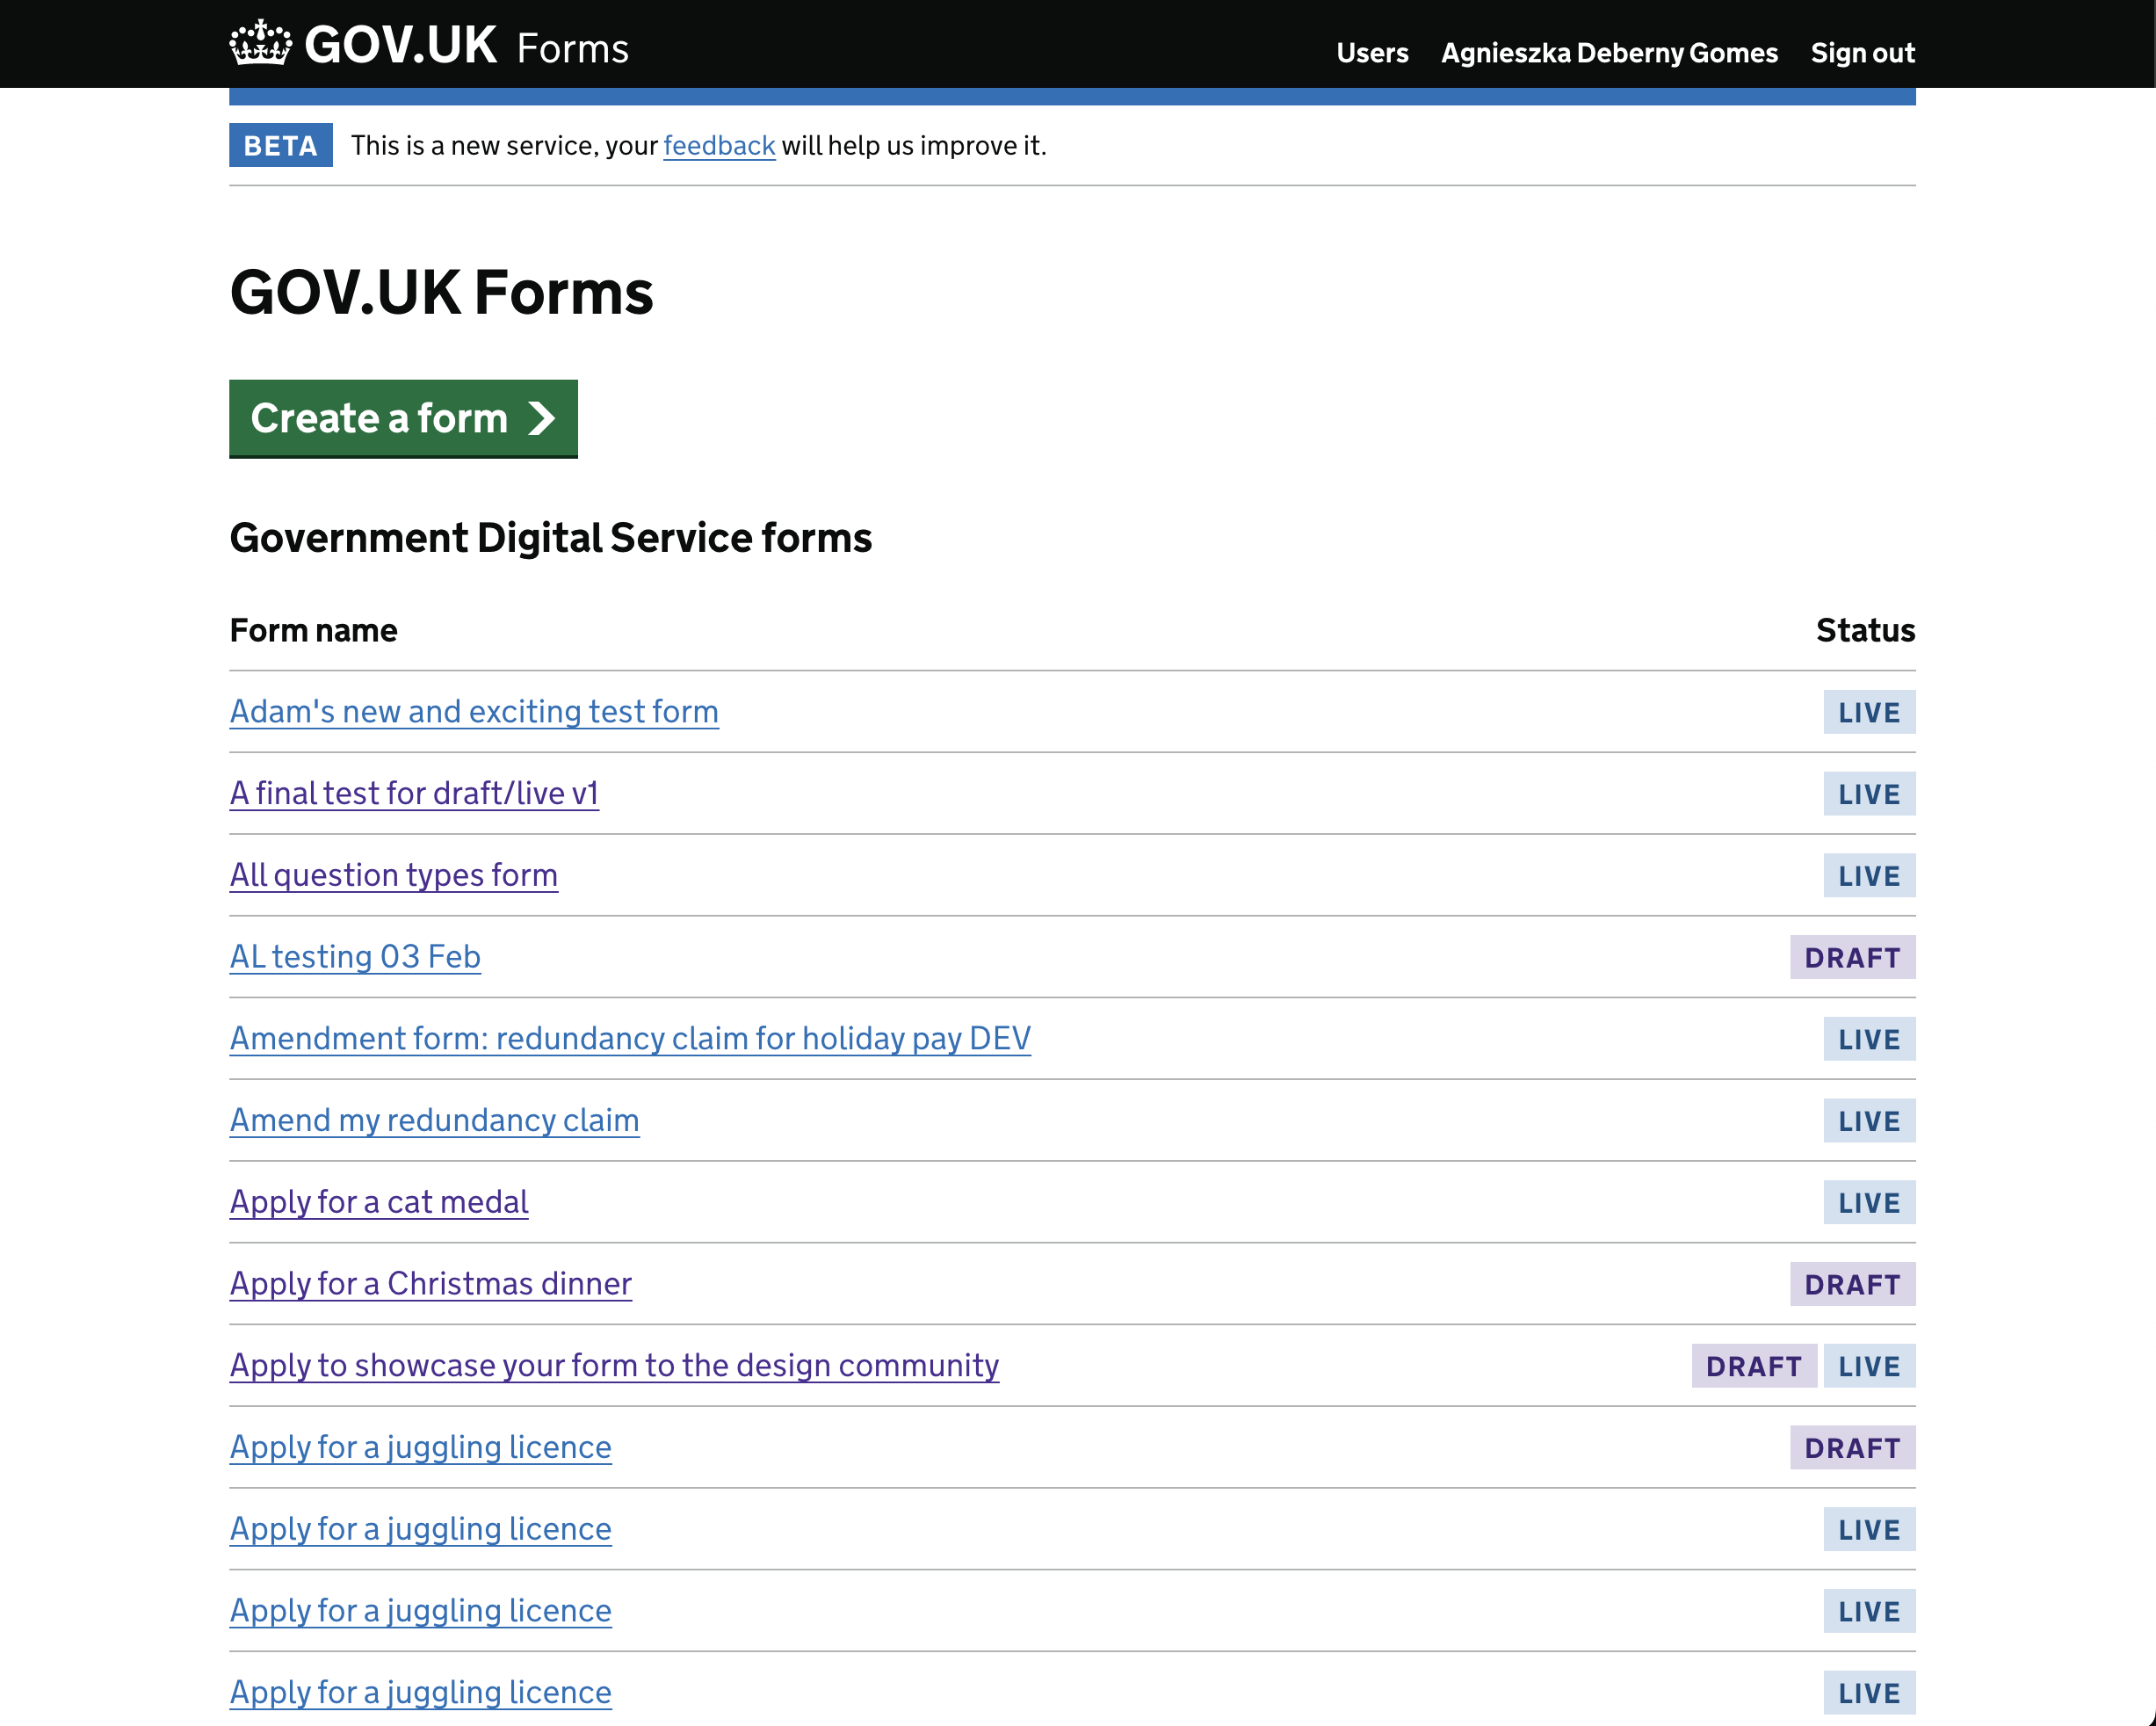 GOV.UK Forms Users Agnieszka Deberny Gomes Sign out
BETA This is a new service, your feedback will help us improve it.
GOV.UK Forms
Create a form
Government Digital Service forms
Form name Status
Adam's new and exciting test form LIVE
A final test for draft/live v1 LIVE
All question types form LIVE
AL testing 03 Feb DRAFT
Amendment form: redundancy claim for holiday pay DEV LIVE
Amend my redundancy claim LIVE
Apply for a cat medal LIVE
Apply for a Christmas dinner DRAFT
Apply to showcase your form to the design community DRAFT LIVE
Apply for a juggling licence DRAFT
Apply for a juggling licence LIVE
Apply for a juggling licence LIVE
Apply for a juggling licence LIVE